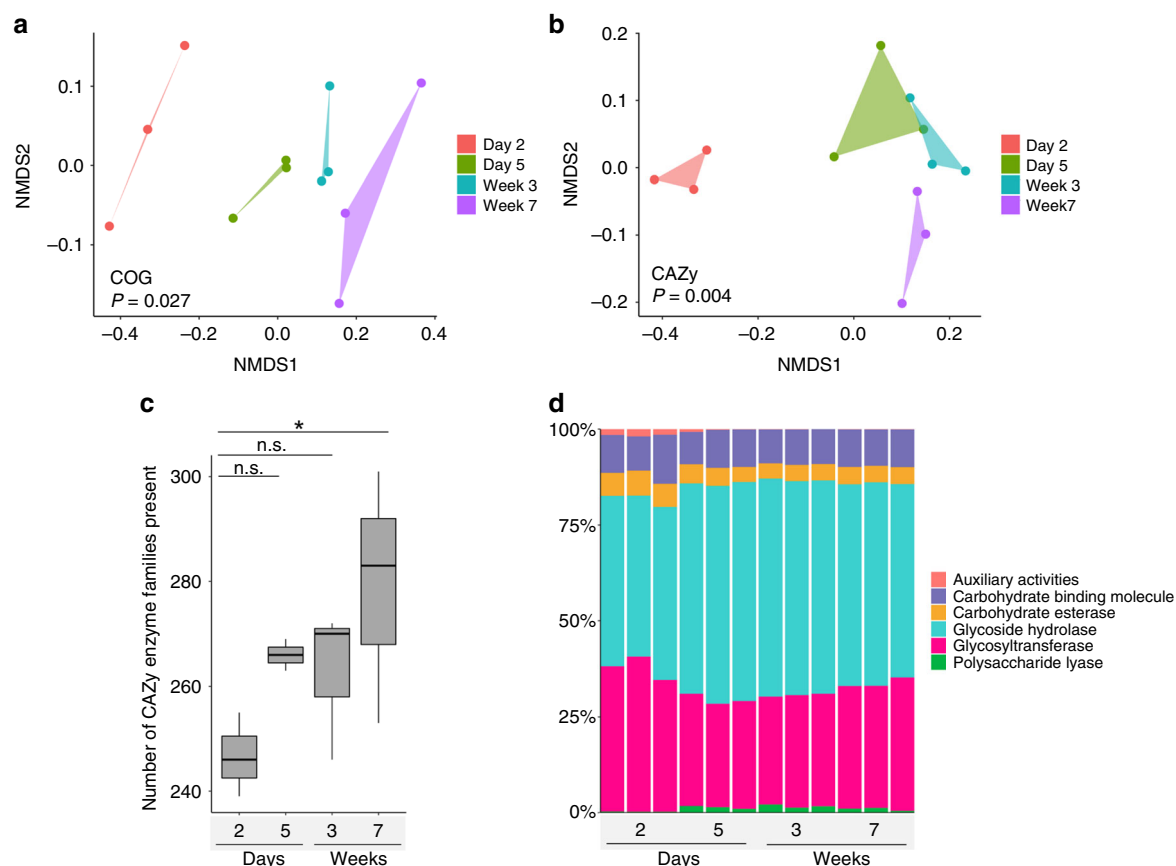 a
0.1
0.0
−0.1
NMDS2
COG
P = 0.027
−0.4
−0.2
0.0
0.2
0.4
NMDS1
Day 2
Day 5
Week 3
Week 7
b
0.2
0.1
0.0
−0.1
−0.2
NMDS2
CAZy
P = 0.004
−0.4
−0.2
0.0
0.2
NMDS1
Day 2
Day 5
Week 3
Week7
c
*
n.s.
n.s.
300
280
260
240
Number of CAZy enzyme families present
2
5
3
7
Days
Weeks
d
100%
75%
50%
25%
0%
2
5
3
7
Days
Weeks
Auxiliary activities
Carbohydrate binding molecule
Carbohydrate esterase
Glycoside hydrolase
Glycosyltransferase
Polysaccharide lyase